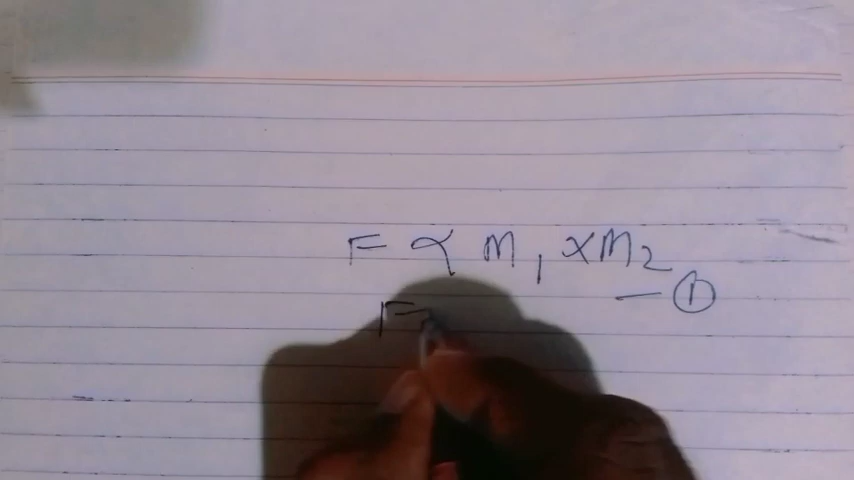 F ∝ m₁ × m₂
— ①
F